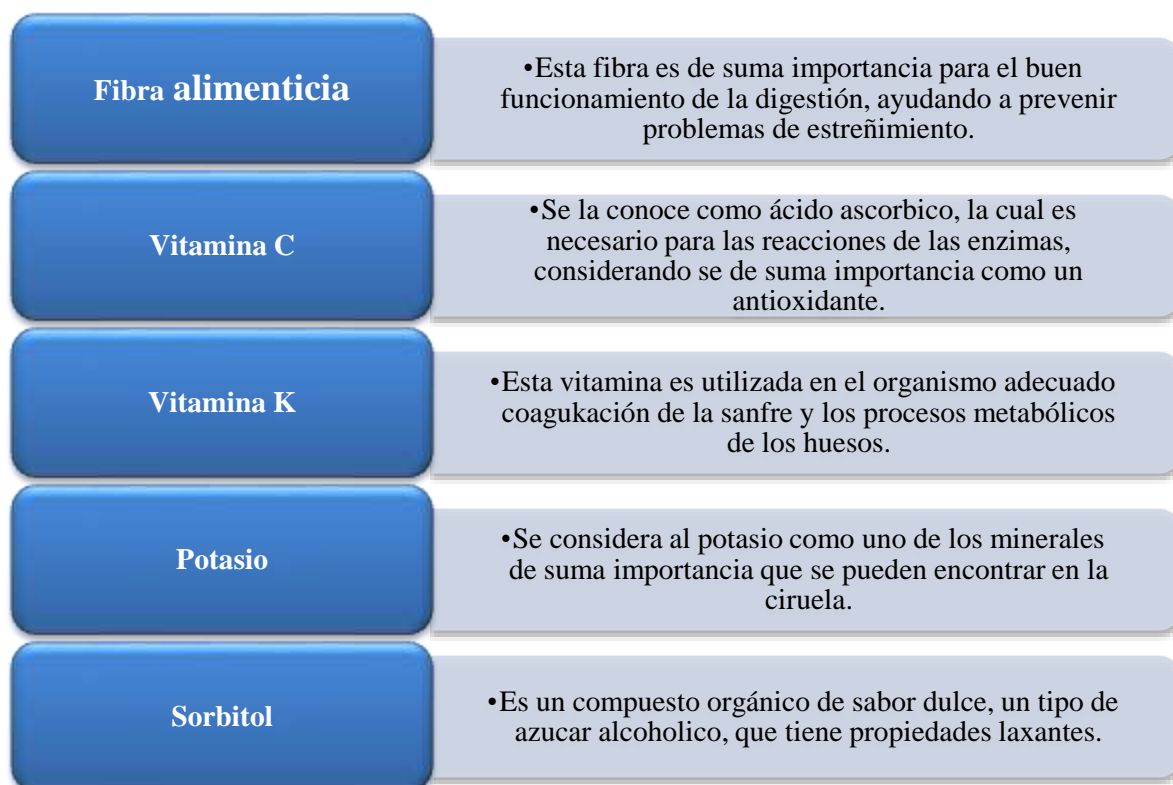 Fibra alimenticia
•Esta fibra es de suma importancia para el buen
funcionamiento de la digestión, ayudando a prevenir
problemas de estreñimiento.
Vitamina C
•Se la conoce como ácido ascorbico, la cual es
necesario para las reacciones de las enzimas,
considerando se de suma importancia como un
antioxidante.
Vitamina K
•Esta vitamina es utilizada en el organismo adecuado
coagukación de la sanfre y los procesos metabólicos
de los huesos.
Potasio
•Se considera al potasio como uno de los minerales
de suma importancia que se pueden encontrar en la
ciruela.
Sorbitol
•Es un compuesto orgánico de sabor dulce, un tipo de
azucar alcoholico, que tiene propiedades laxantes.